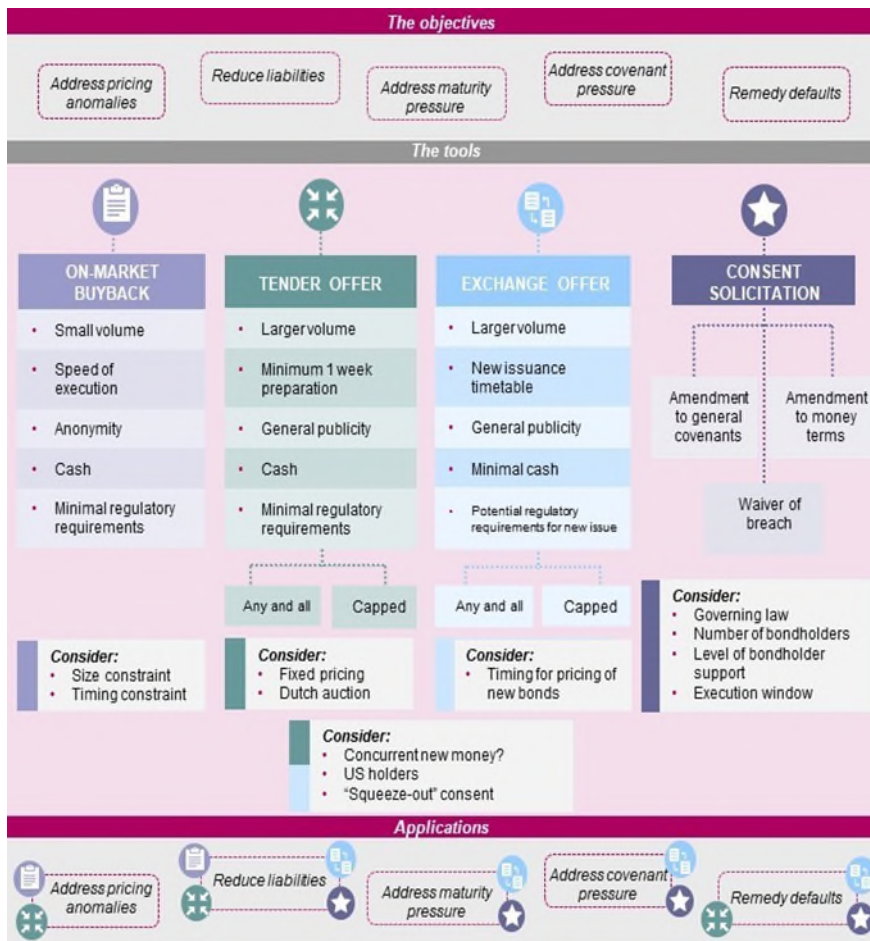 The objectives
Address pricing
anomalies
Reduce liabilities
Address maturity
pressure
Address covenant
pressure
Remedy defaults
The tools
ON-MARKET
BUYBACK
• Small volume
• Speed of
execution
• Anonymity
• Cash
• Minimal regulatory
requirements
Consider:
• Size constraint
• Timing constraint
TENDER OFFER
• Larger volume
• Minimum 1 week
preparation
• General publicity
• Cash
• Minimal regulatory
requirements
Any and all
Capped
Consider:
• Fixed pricing
• Dutch auction
EXCHANGE OFFER
• Larger volume
• New issuance
timetable
• General publicity
• Minimal cash
• Potential regulatory
requirements for new issue
Any and all
Capped
Consider:
• Timing for pricing of
new bonds
Consider:
• Concurrent new money?
• US holders
• “Squeeze-out” consent
CONSENT
SOLICITATION
Amendment
to general
covenants
Amendment
to money
terms
Waiver of
breach
Consider:
• Governing law
• Number of bondholders
• Level of bondholder
support
• Execution window
Applications
Address pricing
anomalies
Reduce liabilities
Address maturity
pressure
Address covenant
pressure
Remedy defaults